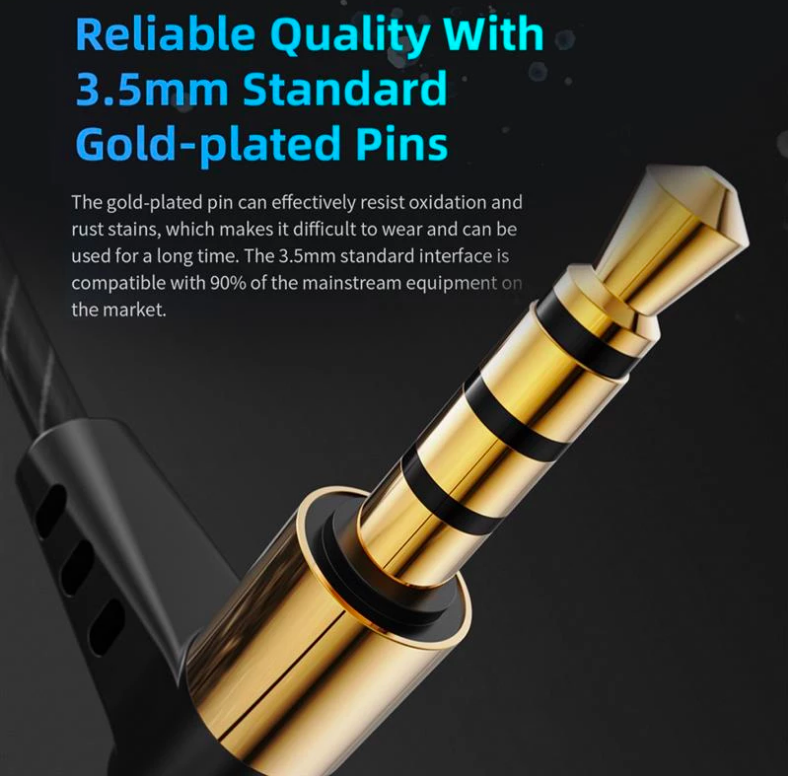 Reliable Quality With
3.5mm Standard
Gold-plated Pins
The gold-plated pin can effectively resist oxidation and
rust stains, which makes it difficult to wear and can be
used for a long time. The 3.5mm standard interface is
compatible with 90% of the mainstream equipment on
the market.